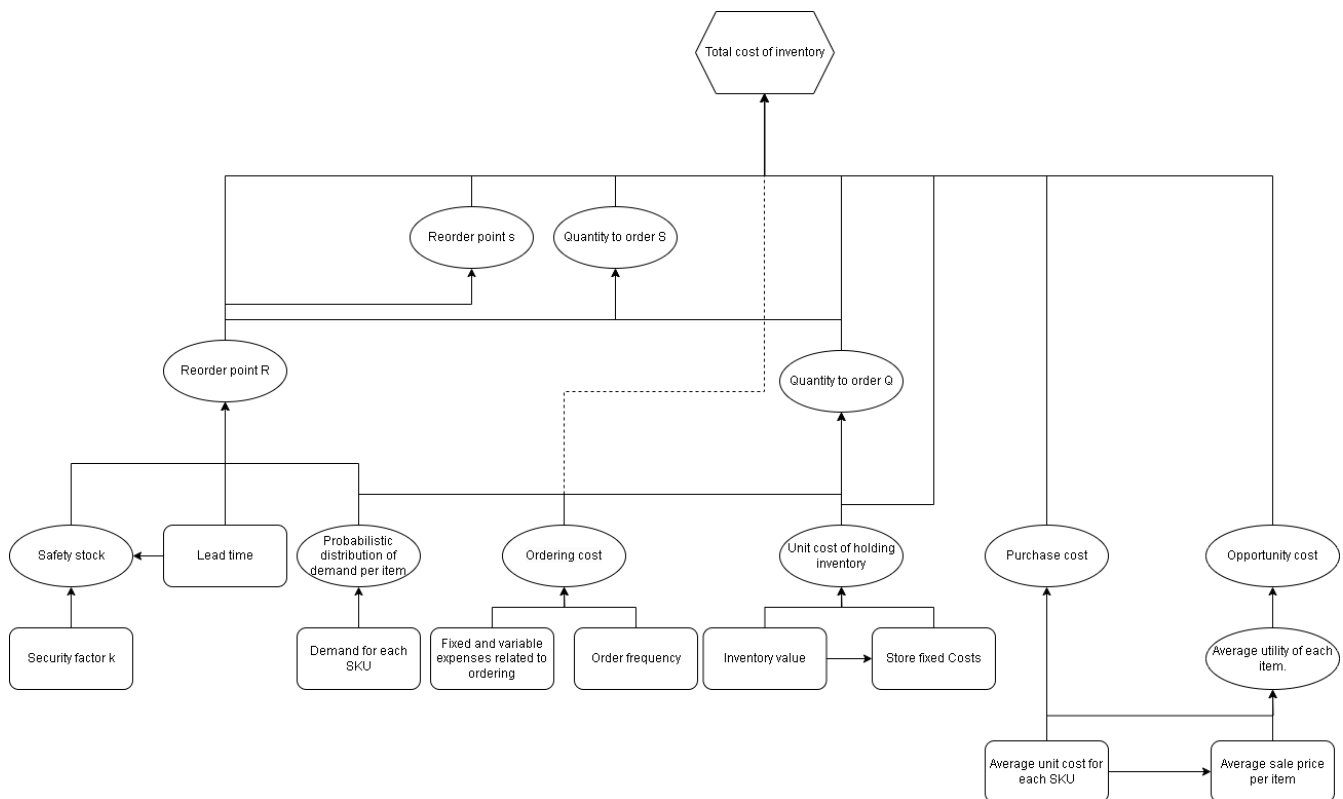 Total cost of inventory
Reorder point s
Quantity to order S
Reorder point R
Quantity to order Q
Safety stock
Lead time
Probabilistic
distribution of
demand per item
Ordering cost
Unit cost of holding
inventory
Purchase cost
Opportunity cost
Security factor k
Demand for each
SKU
Fixed and variable
expenses related to
ordering
Order frequency
Inventory value
Store fixed Costs
Average utility of each
item.
Average unit cost for
each SKU
Average sale price
per item